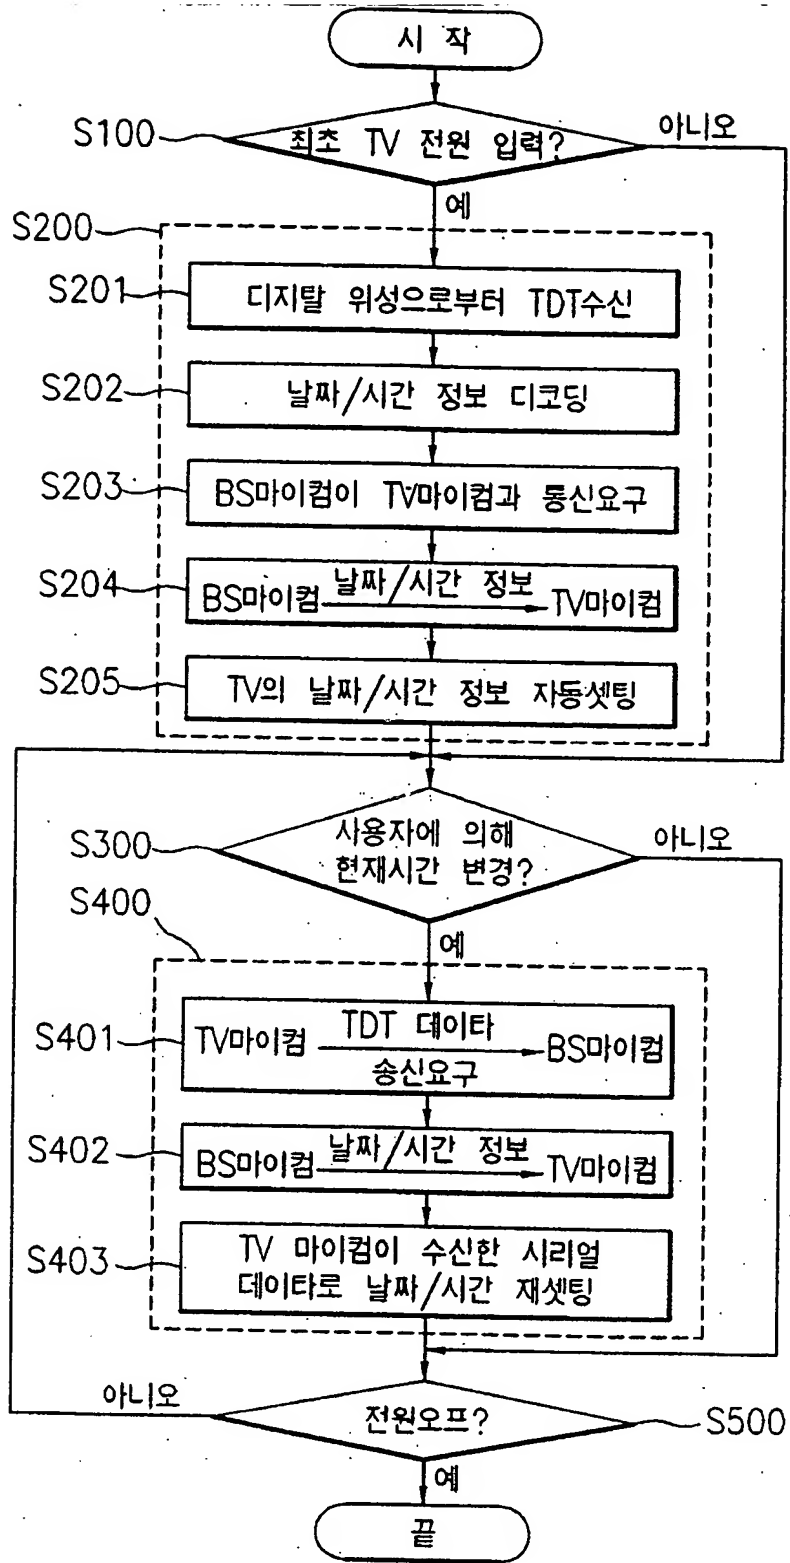 시 작
S100
최초 TV 전원 입력?
아니오
예
S200
S201
디지탈 위성으로부터 TDT수신
S202
날짜/시간 정보 디코딩
S203
BS마이컴이 TV마이컴과 통신요구
S204
BS마이컴 날짜/시간 정보 TV마이컴
S205
TV의 날짜/시간 정보 자동셋팅
S300
사용자에 의해
현재시간 변경?
아니오
예
S400
S401
TV마이컴 TDT 데이타 BS마이컴
송신요구
S402
BS마이컴 날짜/시간 정보 TV마이컴
S403
TV 마이컴이 수신한 시리얼
데이타로 날짜/시간 재셋팅
아니오
전원오프?
S500
예
끝